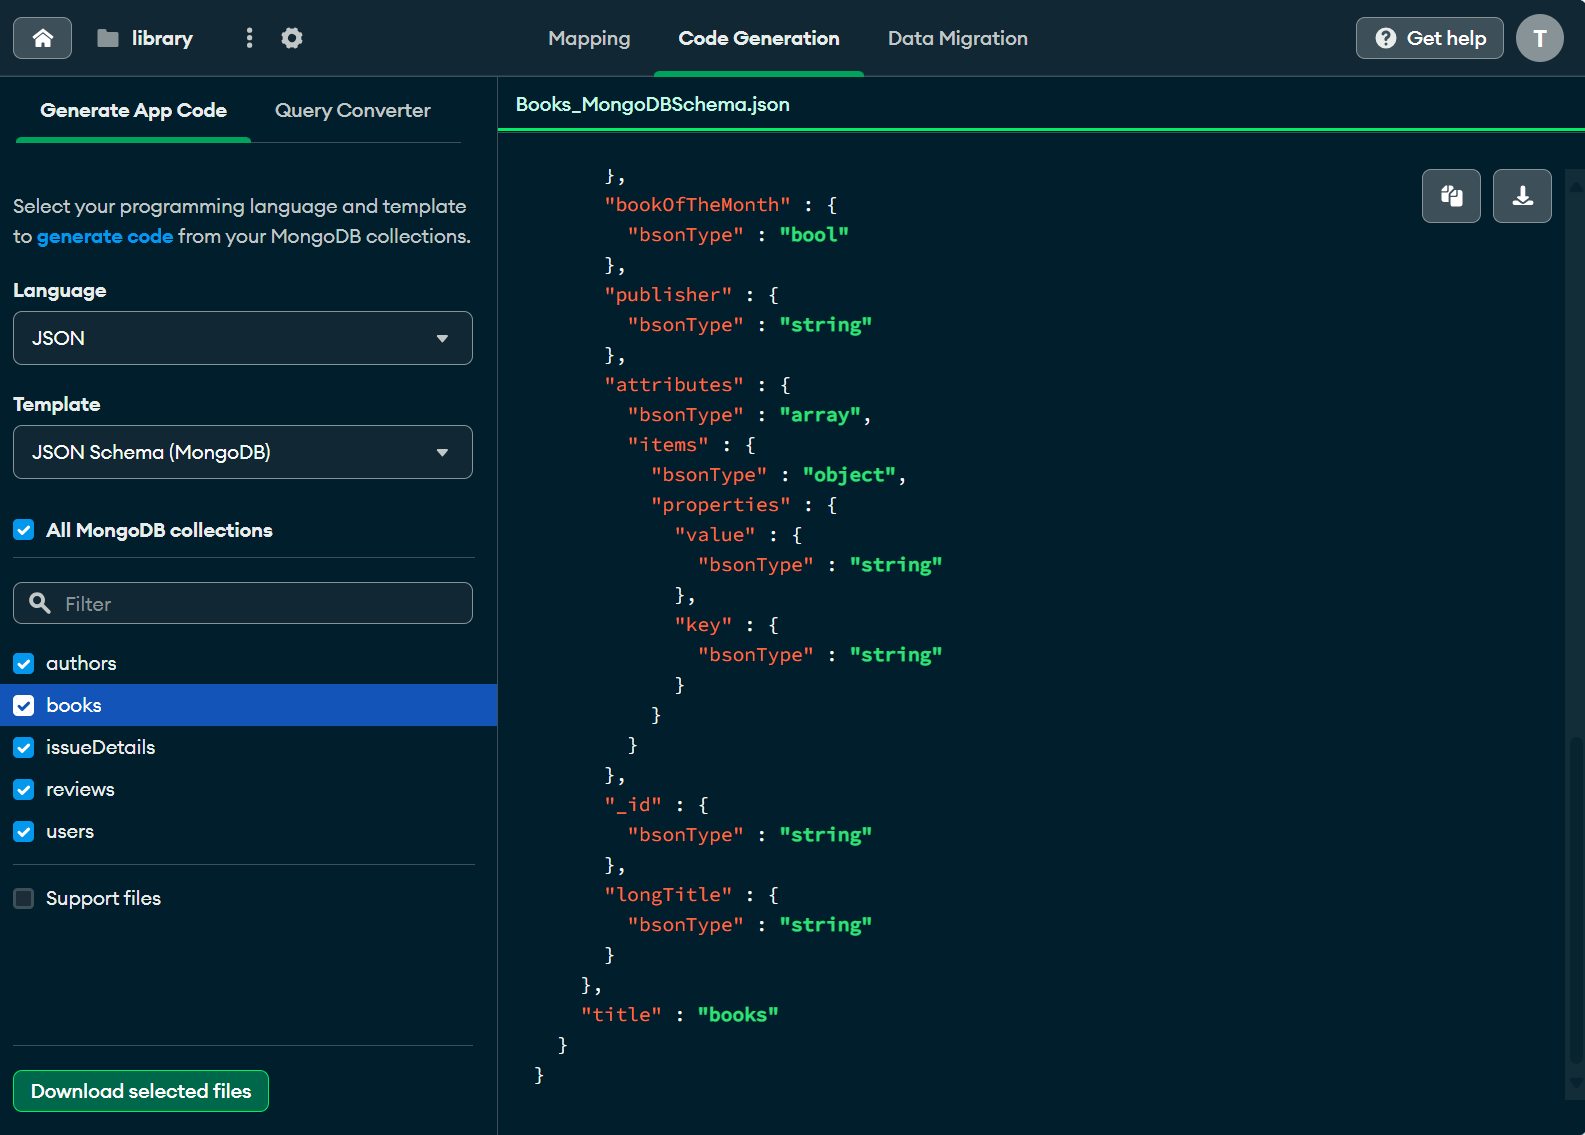 library
Mapping
Code Generation
Data Migration
Get help
T
Generate App Code
Query Converter
Select your programming language and template
to generate code from your MongoDB collections.
Language
JSON
Template
JSON Schema (MongoDB)
All MongoDB collections
Filter
authors
books
issueDetails
reviews
users
Support files
Download selected files
Books_MongoDBSchema.json
      },
      "bookOfTheMonth" : {
        "bsonType" : "bool"
      },
      "publisher" : {
        "bsonType" : "string"
      },
      "attributes" : {
        "bsonType" : "array",
        "items" : {
          "bsonType" : "object",
          "properties" : {
            "value" : {
              "bsonType" : "string"
            },
            "key" : {
              "bsonType" : "string"
            }
          }
        }
      },
      "_id" : {
        "bsonType" : "string"
      },
      "longTitle" : {
        "bsonType" : "string"
      }
    },
    "title" : "books"
  }
}